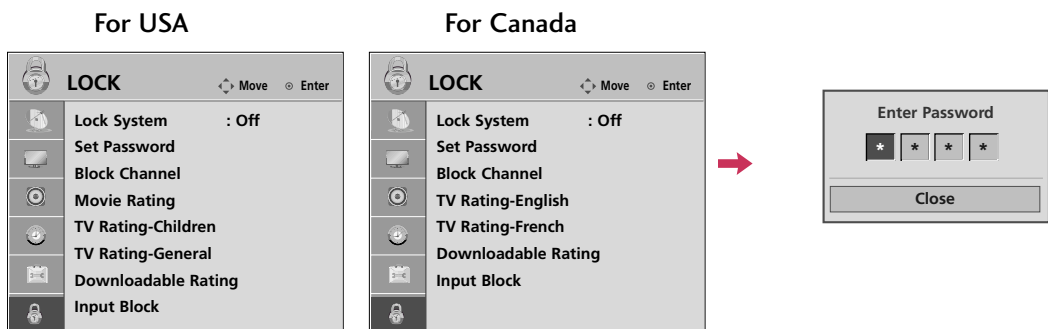 For USA
LOCK Move Enter
Lock System : Off
Set Password
Block Channel
Movie Rating
TV Rating-Children
TV Rating-General
Downloadable Rating
Input Block
For Canada
LOCK Move Enter
Lock System : Off
Set Password
Block Channel
TV Rating-English
TV Rating-French
Downloadable Rating
Input Block
Enter Password
* * * *
Close